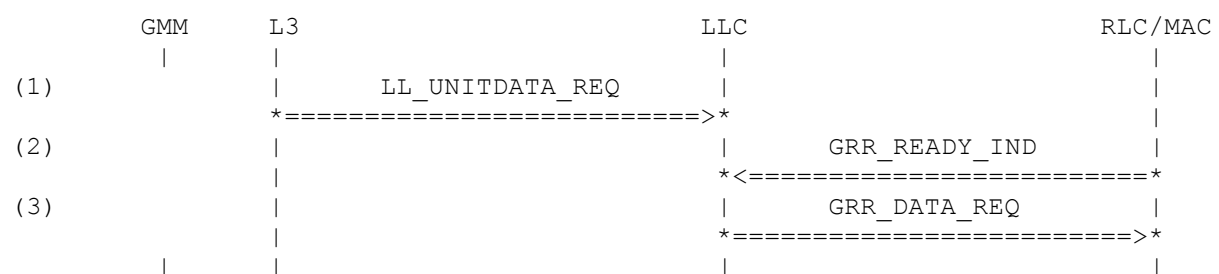 GMM L3 LLC RLC/MAC
| | | |
(1) | LL_UNITDATA_REQ | |
*==========================>* |
(2) | | GRR_READY_IND |
| *<=========================*
(3) | | GRR_DATA_REQ |
| *=========================>*
| | | |